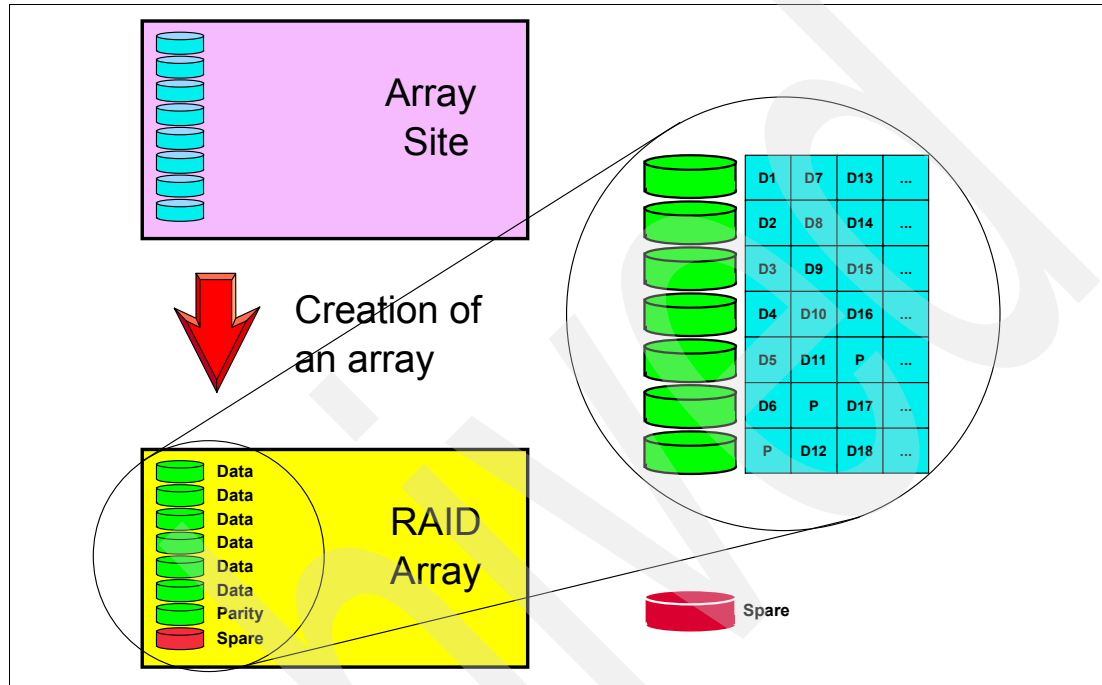 Array
Site
Creation of
an array
Data
Data
Data
Data
Data
Data
Parity
Spare
RAID
Array
D1 D7 D13 ...
D2 D8 D14 ...
D3 D9 D15 ...
D4 D10 D16 ...
D5 D11 P ...
D6 P D17 ...
P D12 D18 ...
Spare